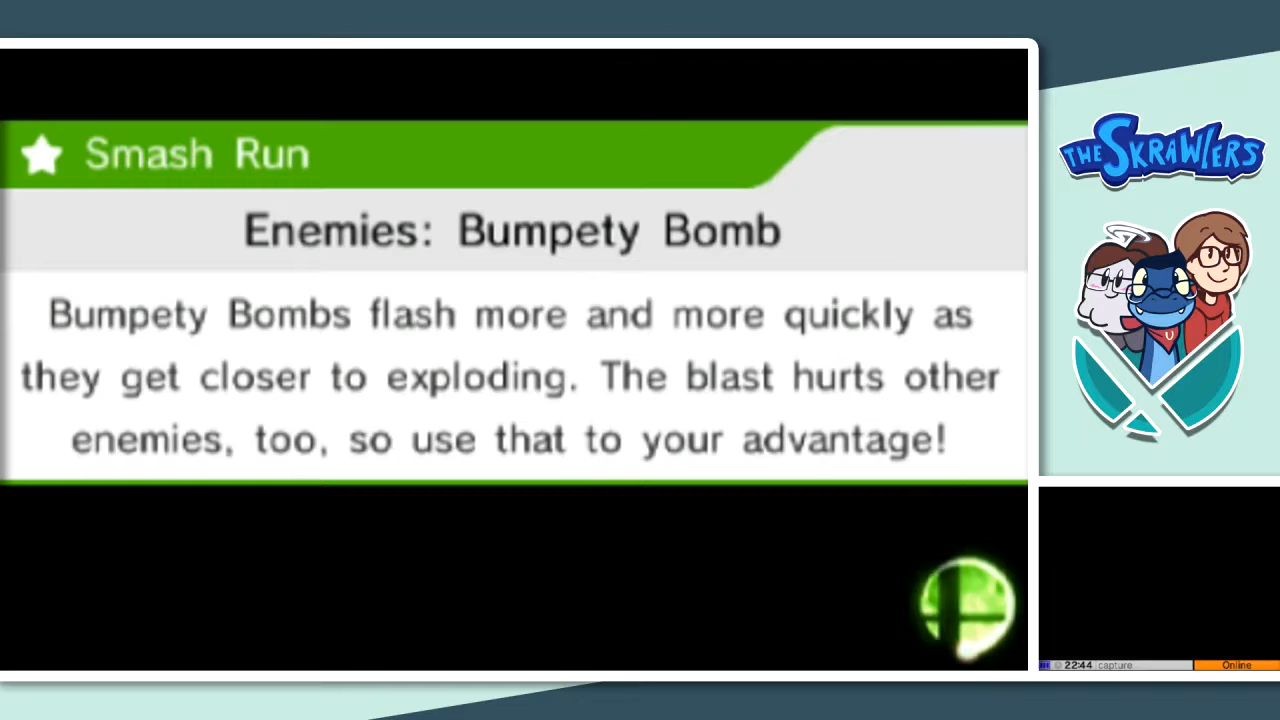 Smash Run
Enemies: Bumpety Bomb
Bumpety Bombs flash more and more quickly as
they get closer to exploding. The blast hurts other
enemies, too, so use that to your advantage!
THE SKRAWLERS
22:44 capture
Online